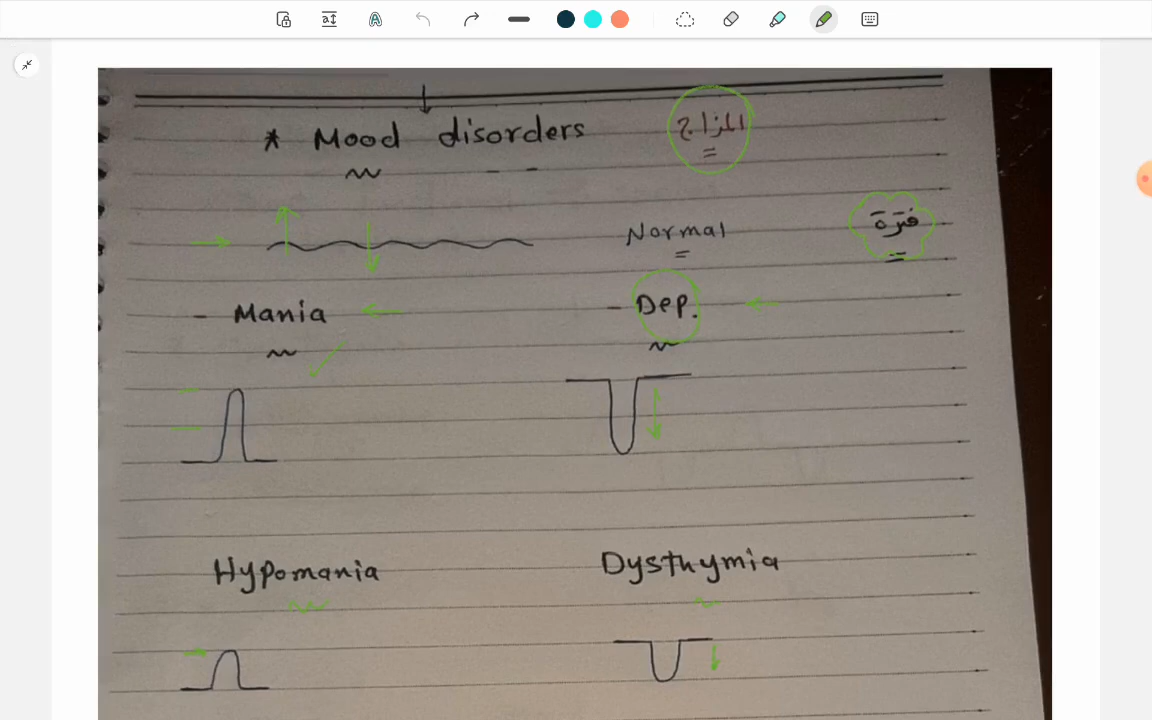 * Mood disorders المزاج
Normal فترة
- Mania - Dep.
Hypomania Dysthymia